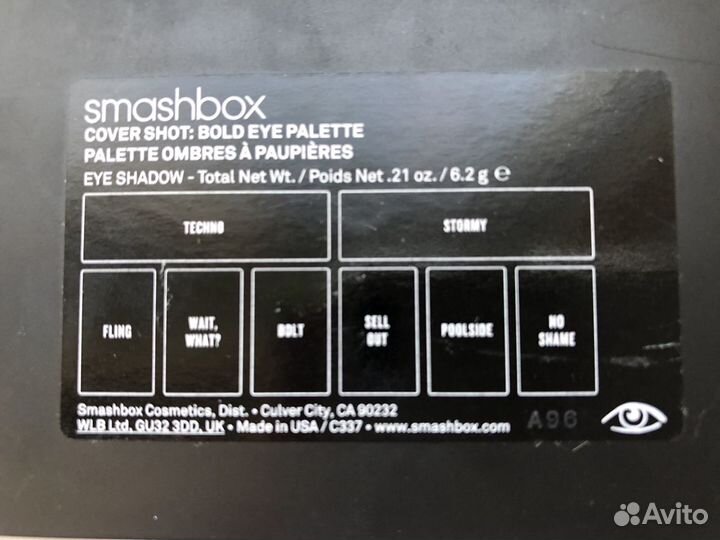 smashbox
COVER SHOT: BOLD EYE PALETTE
PALETTE OMBRES À PAUPIÈRES
EYE SHADOW - Total Net Wt. / Poids Net .21 oz. / 6.2 g ℮
TECHNO
STORMY
FLING
WAIT,
WHAT?
BOLT
SELL
OUT
POOLSIDE
NO
SHAME
Smashbox Cosmetics, Dist. • Culver City, CA 90232
WLB Ltd, GU32 3DD, UK • Made in USA / C337 • www.smashbox.com
A96
Avito